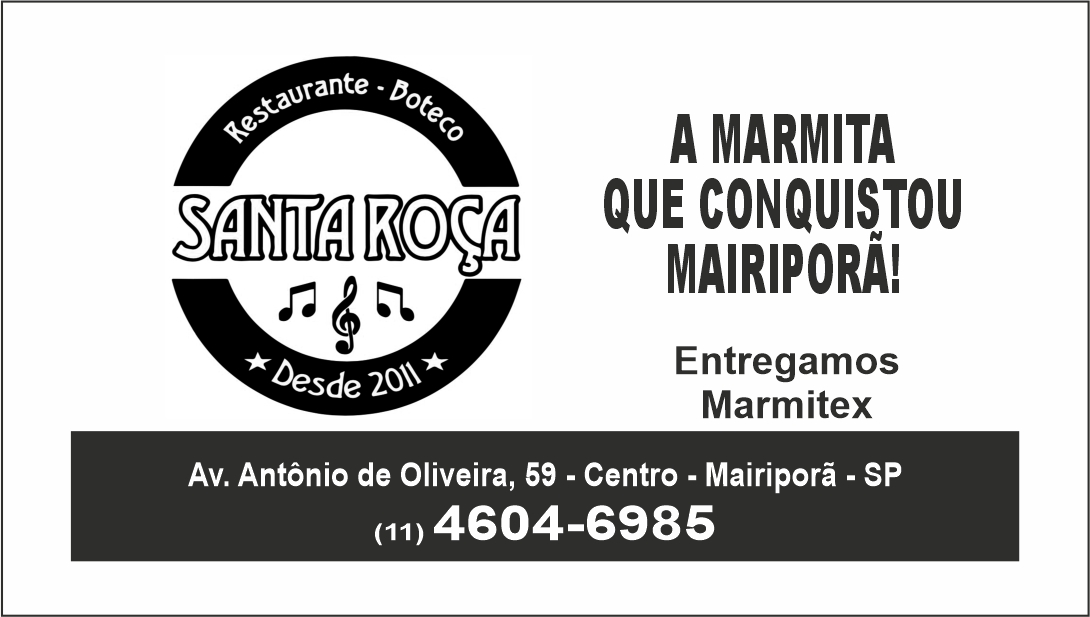 Restaurante - Boteco
SANTA ROÇA
Desde 2011
A MARMITA
QUE CONQUISTOU
MAIRIPORÃ!
Entregamos
Marmitex
Av. Antônio de Oliveira, 59 - Centro - Mairiporã - SP
(11) 4604-6985